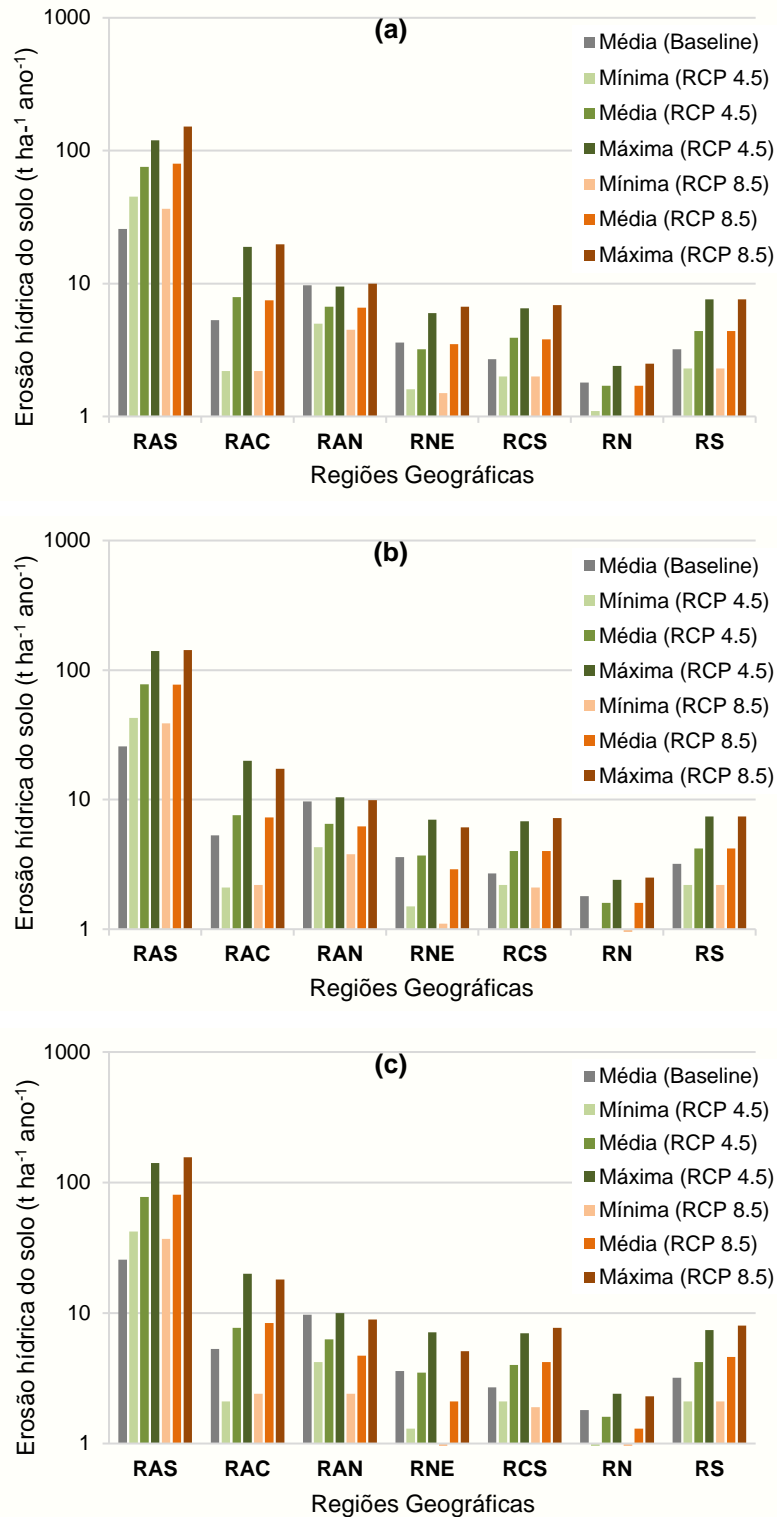 (a)
Erosão hídrica do solo (t ha-¹ ano⁻¹)
1000
100
10
1
Média (Baseline)
Mínima (RCP 4.5)
Média (RCP 4.5)
Máxima (RCP 4.5)
Mínima (RCP 8.5)
Média (RCP 8.5)
Máxima (RCP 8.5)
RAS RAC RAN RNE RCS RN RS
Regiões Geográficas
(b)
Erosão hídrica do solo (t ha⁻¹ ano⁻¹)
1000
100
10
1
Média (Baseline)
Mínima (RCP 4.5)
Média (RCP 4.5)
Máxima (RCP 4.5)
Mínima (RCP 8.5)
Média (RCP 8.5)
Máxima (RCP 8.5)
RAS RAC RAN RNE RCS RN RS
Regiões Geográficas
(c)
Erosão hídrica do solo (t ha⁻¹ ano⁻¹)
1000
100
10
1
Média (Baseline)
Mínima (RCP 4.5)
Média (RCP 4.5)
Máxima (RCP 4.5)
Mínima (RCP 8.5)
Média (RCP 8.5)
Máxima (RCP 8.5)
RAS RAC RAN RNE RCS RN RS
Regiões Geográficas